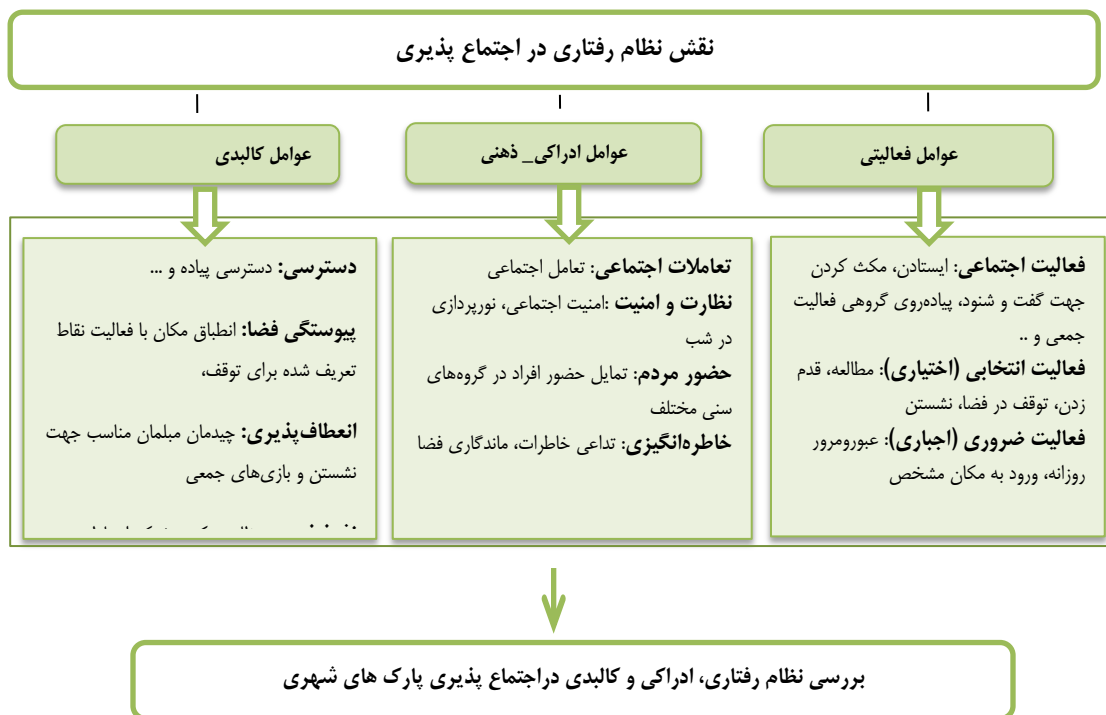 نقش نظام رفتاری در اجتماع پذیری
عوامل فعالیتی
عوامل ادراکی_ ذهنی
عوامل کالبدی
فعالیت اجتماعی: ایستادن، مکث کردن
جهت گفت و شنود، پیاده‌روی گروهی فعالیت
جمعی و ..
فعالیت انتخابی (اختیاری): مطالعه، قدم
زدن، توقف در فضا، نشستن
فعالیت ضروری (اجباری): عبورومرور
روزانه، ورود به مکان مشخص
تعاملات اجتماعی: تعامل اجتماعی
نظارت و امنیت :امنیت اجتماعی، نورپردازی
در شب
حضور مردم: تمایل حضور افراد در گروه‌های
سنی مختلف
خاطره‌انگیزی: تداعی خاطرات، ماندگاری فضا
دسترسی: دسترسی پیاده و ...
پیوستگی فضا: انطباق مکان با فعالیت نقاط
تعریف شده برای توقف،
انعطاف‌پذیری: چیدمان مبلمان مناسب جهت
نشستن و بازی‌های جمعی
بررسی نظام رفتاری، ادراکی و کالبدی دراجتماع پذیری پارک های شهری